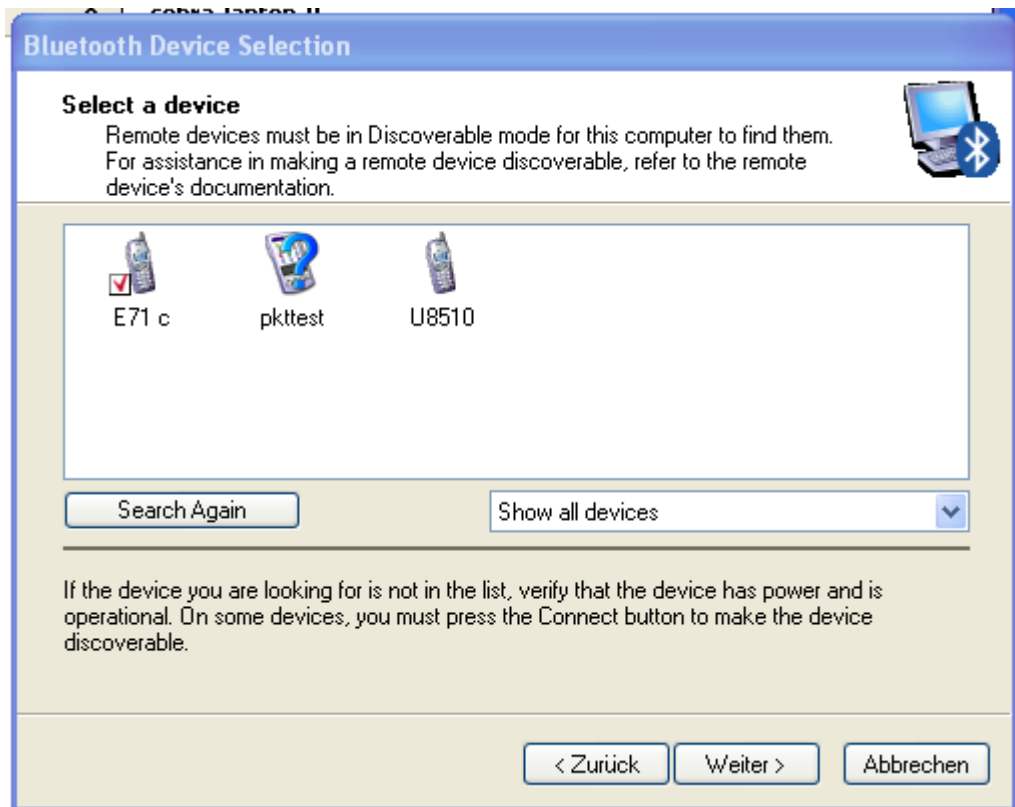 cobra laptop 0
Bluetooth Device Selection
Select a device
Remote devices must be in Discoverable mode for this computer to find them.
For assistance in making a remote device discoverable, refer to the remote
device's documentation.
E71 c pkttest U8510
Search Again Show all devices
If the device you are looking for is not in the list, verify that the device has power and is
operational. On some devices, you must press the Connect button to make the device
discoverable.
< Zurück Weiter > Abbrechen